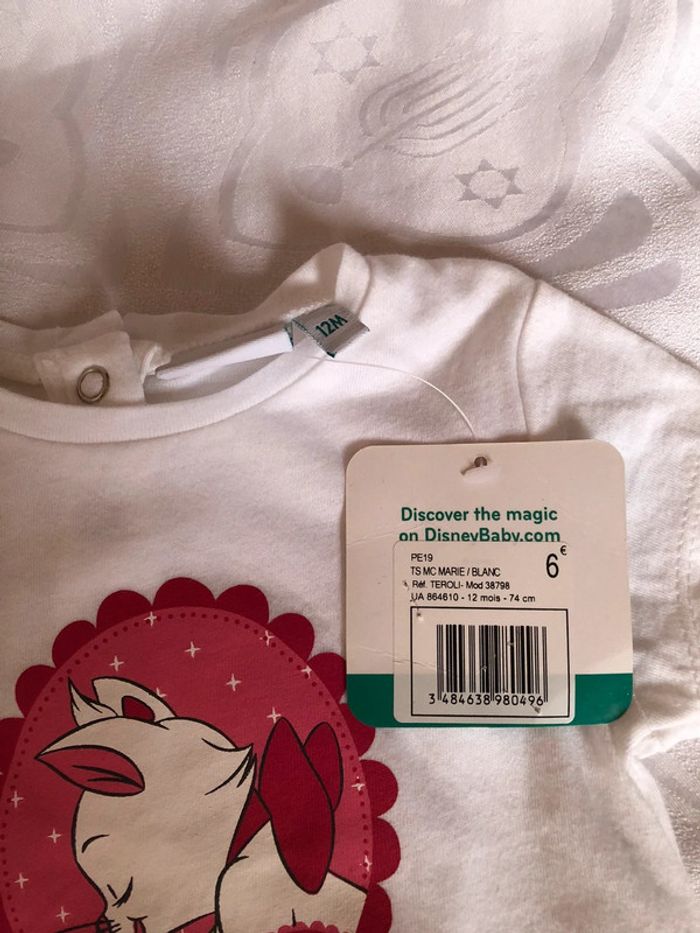 12M
Discover the magic
on DisneyBaby.com
PE19
6€
TS MC MARIE / BLANC
Réf. TEROLI- Mod 38798
UA 864610 - 12 mois - 74 cm
3 484638 980496